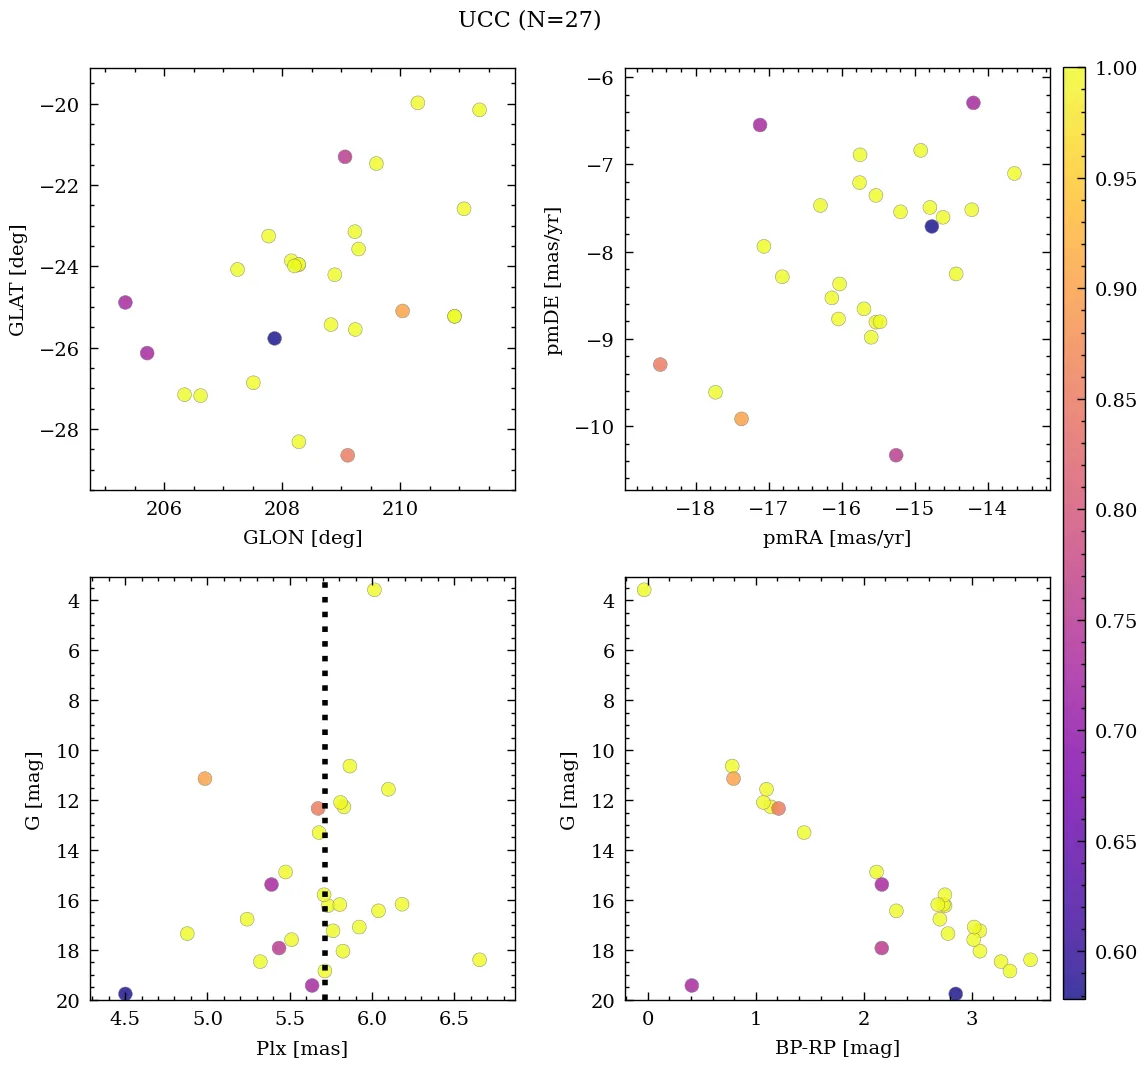 UCC (N=27)
−20
−22
−24
−26
−28
GLAT [deg]
206 208 210
GLON [deg]
−6
−7
−8
−9
−10
pmDE [mas/yr]
−18 −17 −16 −15 −14
pmRA [mas/yr]
4
6
8
10
12
14
16
18
20
G [mag]
4.5 5.0 5.5 6.0 6.5
Plx [mas]
4
6
8
10
12
14
16
18
20
G [mag]
0 1 2 3
BP-RP [mag]
1.00
0.95
0.90
0.85
0.80
0.75
0.70
0.65
0.60